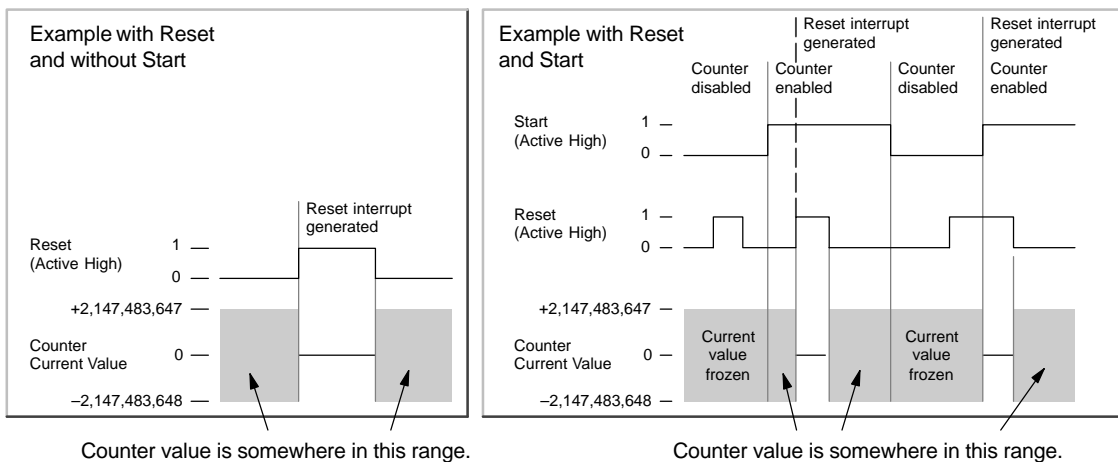 Example with Reset
and without Start
Reset interrupt
generated
Reset
(Active High)
1
0
+2,147,483,647
Counter
Current Value
0
–2,147,483,648
Counter value is somewhere in this range.
Example with Reset
and Start
Reset interrupt
generated
Reset interrupt
generated
Counter
disabled
Counter
enabled
Counter
disabled
Counter
enabled
Start
(Active High)
1
0
Reset
(Active High)
1
0
+2,147,483,647
Counter
Current Value
0
–2,147,483,648
Current
value
frozen
Current
value
frozen
Counter value is somewhere in this range.